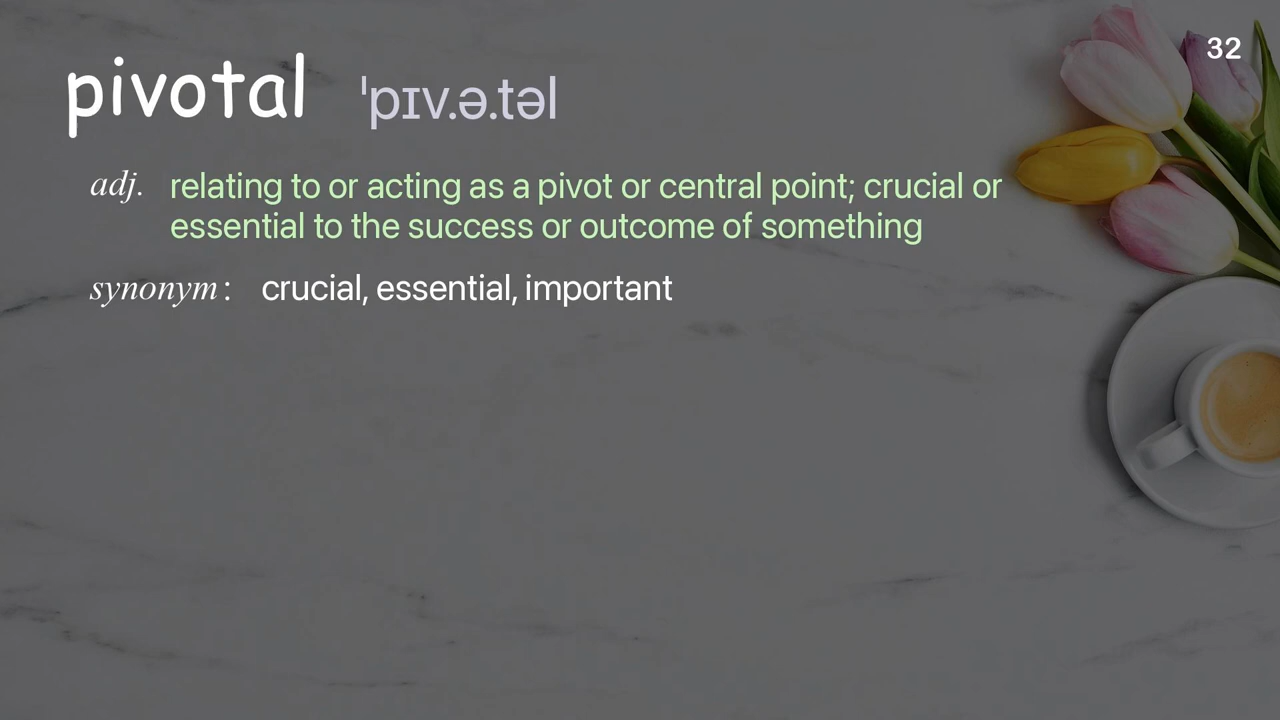 32
pivotal ˈpɪv.ə.təl
adj. relating to or acting as a pivot or central point; crucial or
essential to the success or outcome of something
synonym : crucial, essential, important